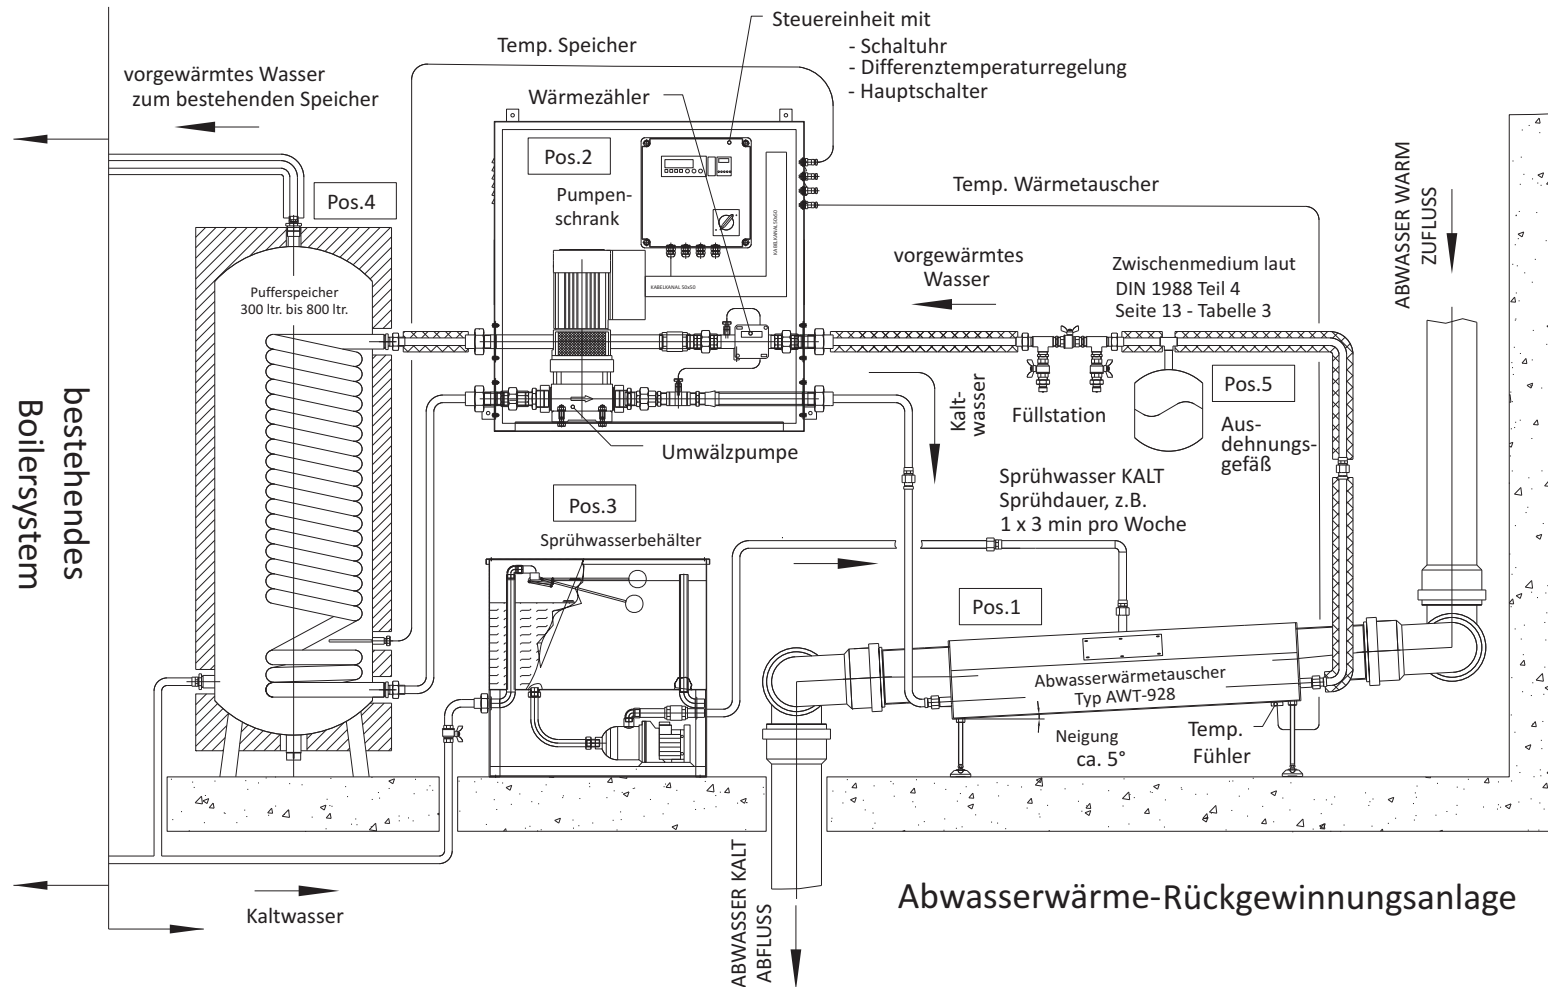 Steuereinheit mit
- Schaltuhr
- Differenztemperaturregelung
- Hauptschalter
Temp. Speicher
vorgewärmtes Wasser
zum bestehenden Speicher
Wärmezähler
Pos.2
Pumpen-
schrank
KABELKANAL 50x50
KABELKANAL 50x50
Pos.4
Pufferspeicher
300 ltr. bis 800 ltr.
Temp. Wärmetauscher
ABWASSER WARM
ZUFLUSS
vorgewärmtes
Wasser
Zwischenmedium laut
DIN 1988 Teil 4
Seite 13 - Tabelle 3
Pos.5
Aus-
dehnungs-
gefäß
Füllstation
Kalt-
wasser
Umwälzpumpe
bestehendes
Boilersystem
Pos.3
Sprühwasserbehälter
Sprühwasser KALT
Sprühdauer, z.B.
1 x 3 min pro Woche
Pos.1
Abwasserwärmetauscher
Typ AWT-928
Neigung
ca. 5°
Temp.
Fühler
Kaltwasser
ABWASSER KALT
ABFLUSS
Abwasserwärme-Rückgewinnungsanlage